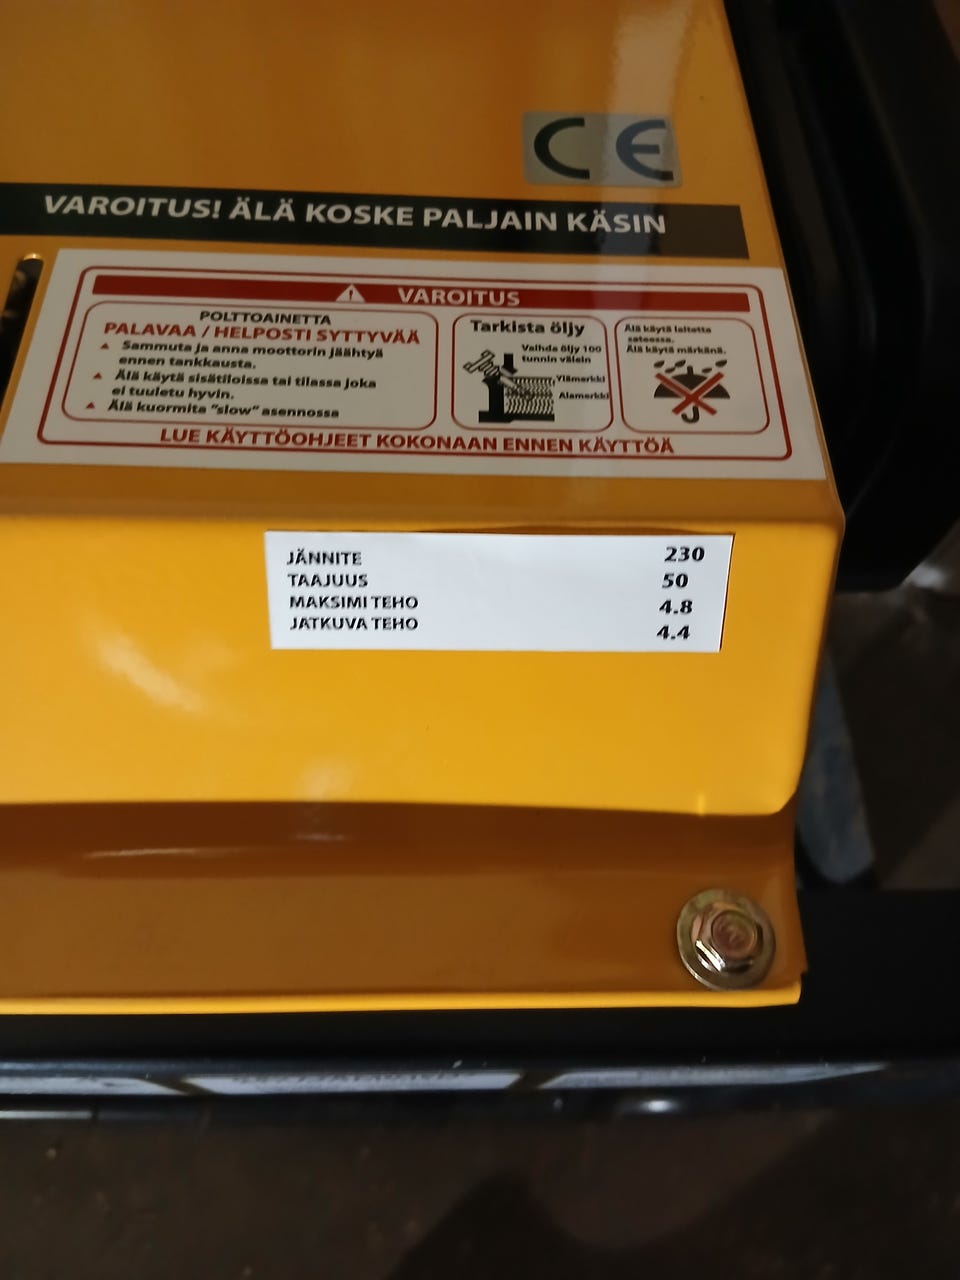 CE
VAROITUS! ÄLÄ KOSKE PALJAIN KÄSIN
VAROITUS
POLTTOAINETTA
PALAVAA / HELPOSTI SYTTYVÄÄ
Sammuta ja anna moottorin jäähtyä
ennen tankkausta.
Älä käytä sisätiloissa tai tilassa joka
ei tuuletu hyvin.
Älä kuormita "slow" asennossa
Tarkista öljy
Vaihda öljy 100
tunnin välein
Ylämerkki
Alamerkki
Älä käytä laitetta
sateessa.
Älä käytä märkänä.
LUE KÄYTTÖOHJEET KOKONAAN ENNEN KÄYTTÖÄ
JÄNNITE 230
TAAJUUS 50
MAKSIMI TEHO 4.8
JATKUVA TEHO 4.4